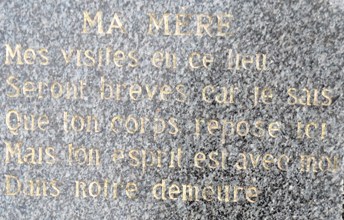 MA MERE
Mes visites en ce lieu
Seront brèves car je sais
Que ton corps repose ici
Mais ton esprit est avec moi
Dans notre demeure